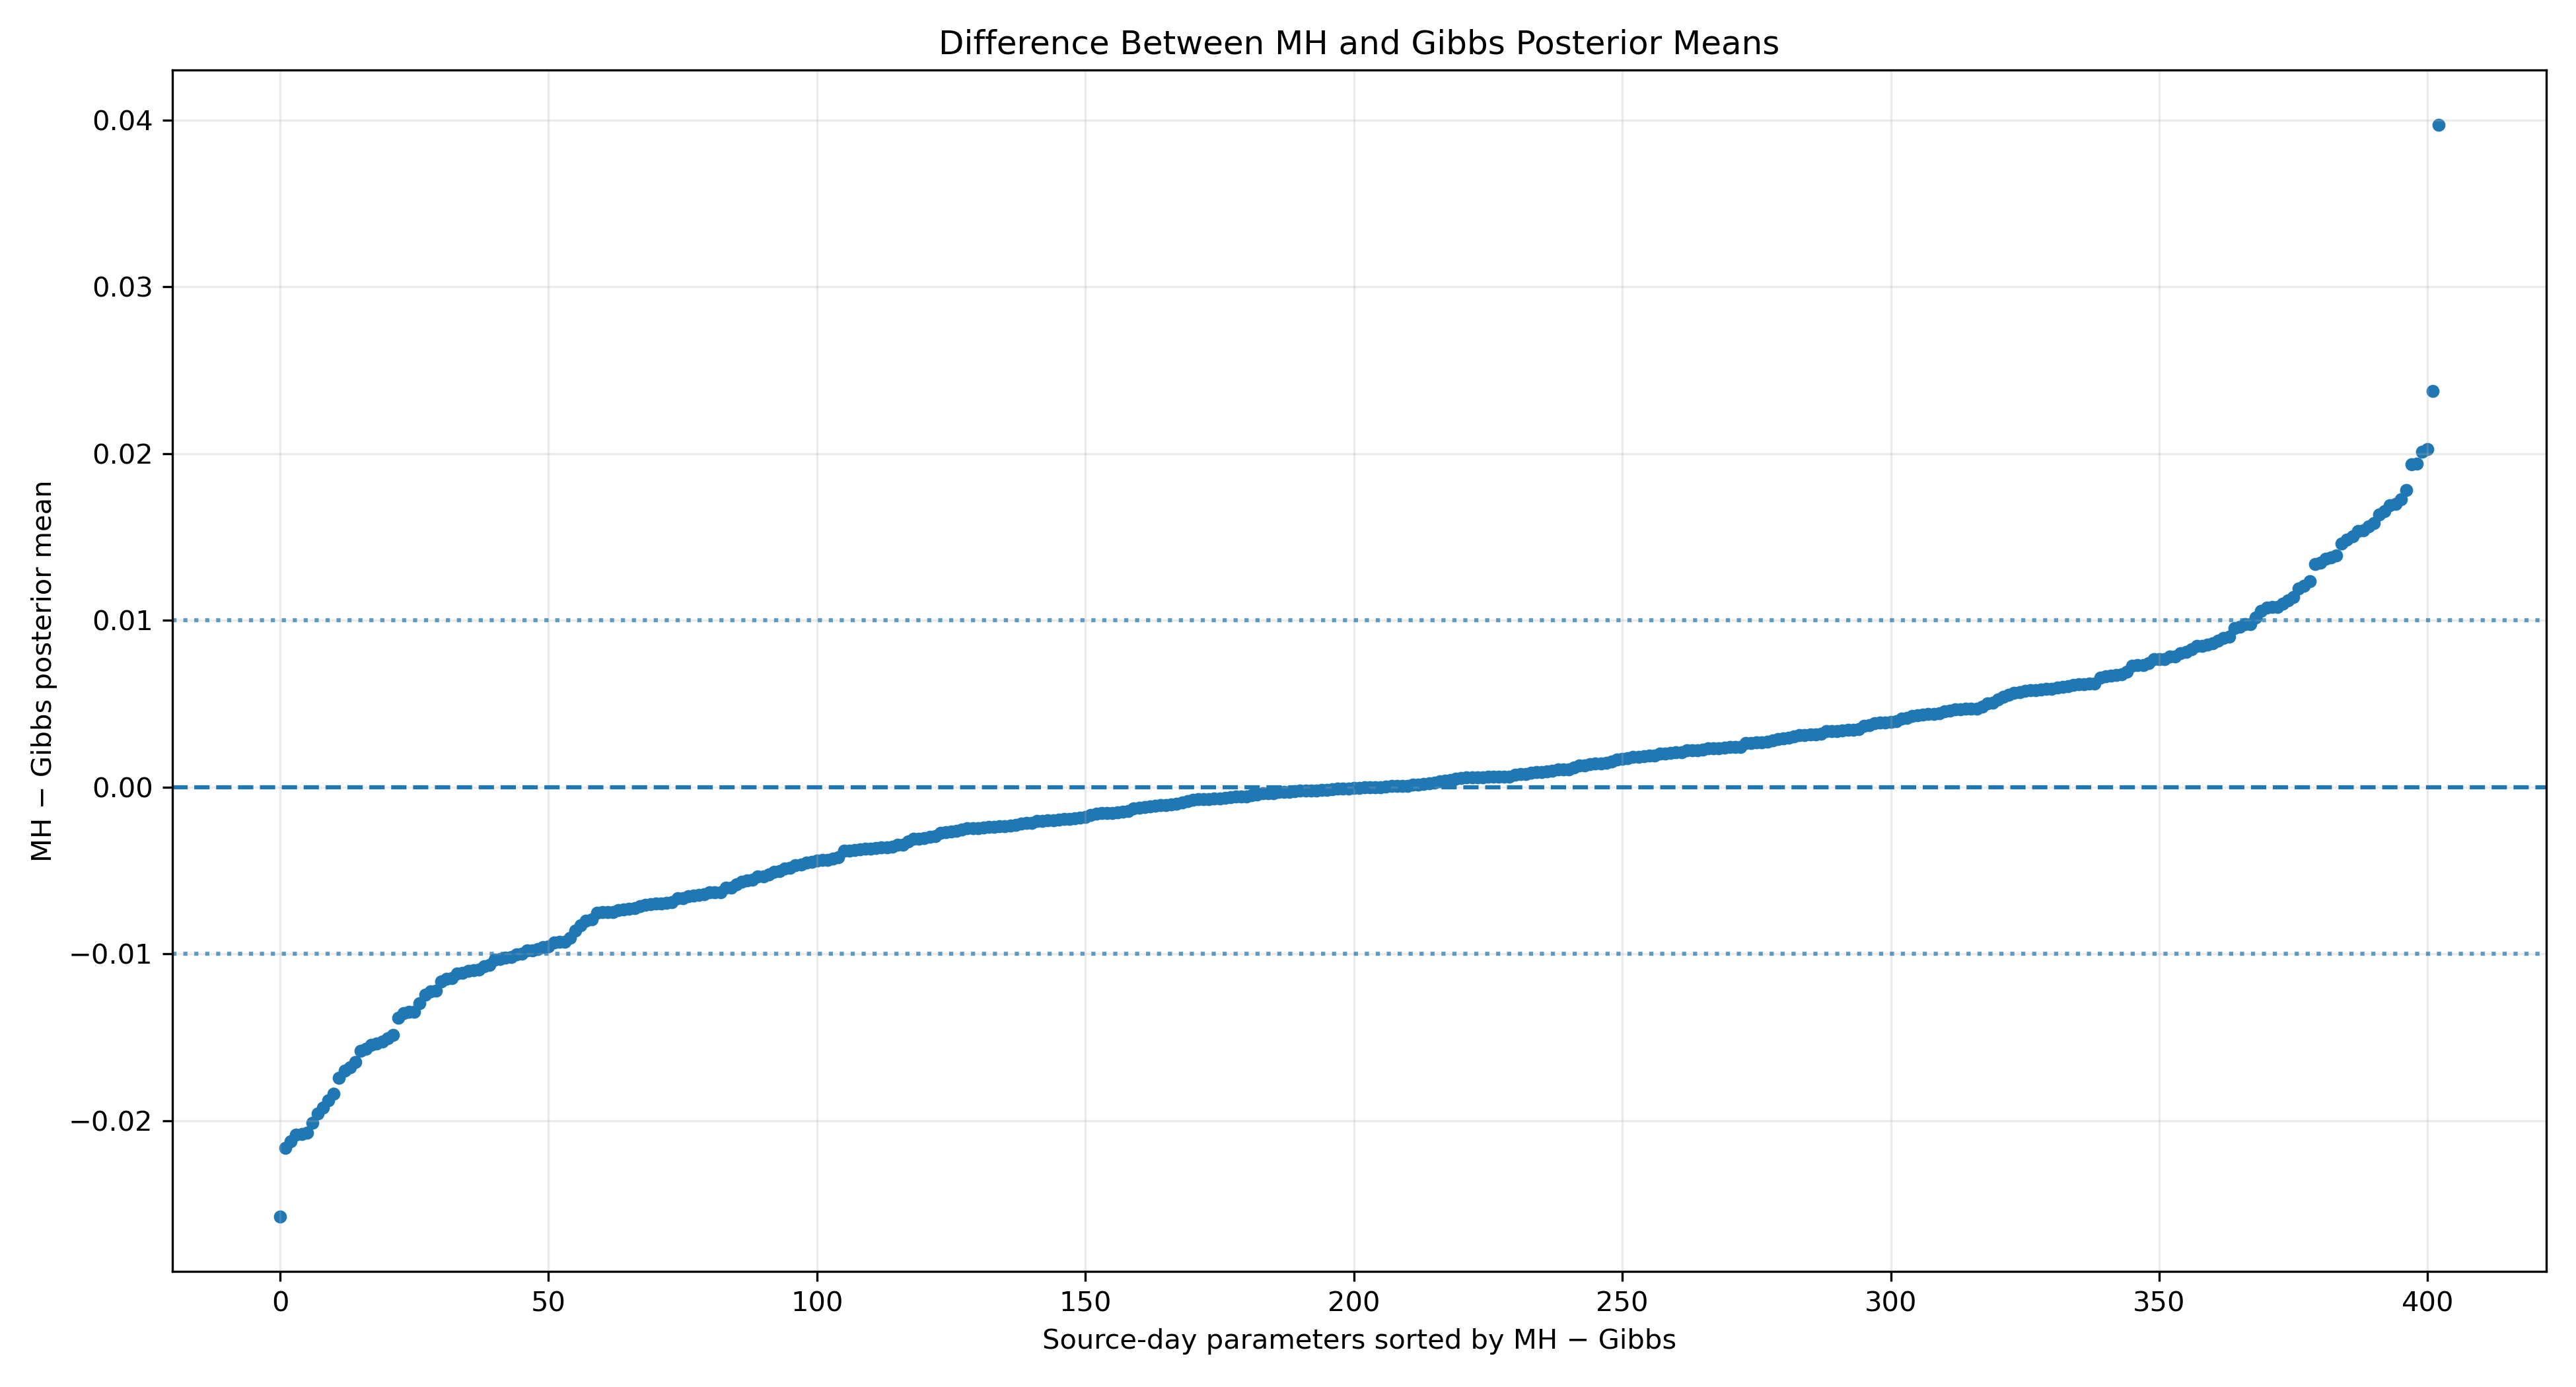 Difference Between MH and Gibbs Posterior Means
MH − Gibbs posterior mean
0.04
0.03
0.02
0.01
0.00
−0.01
−0.02
0 50 100 150 200 250 300 350 400
Source-day parameters sorted by MH − Gibbs